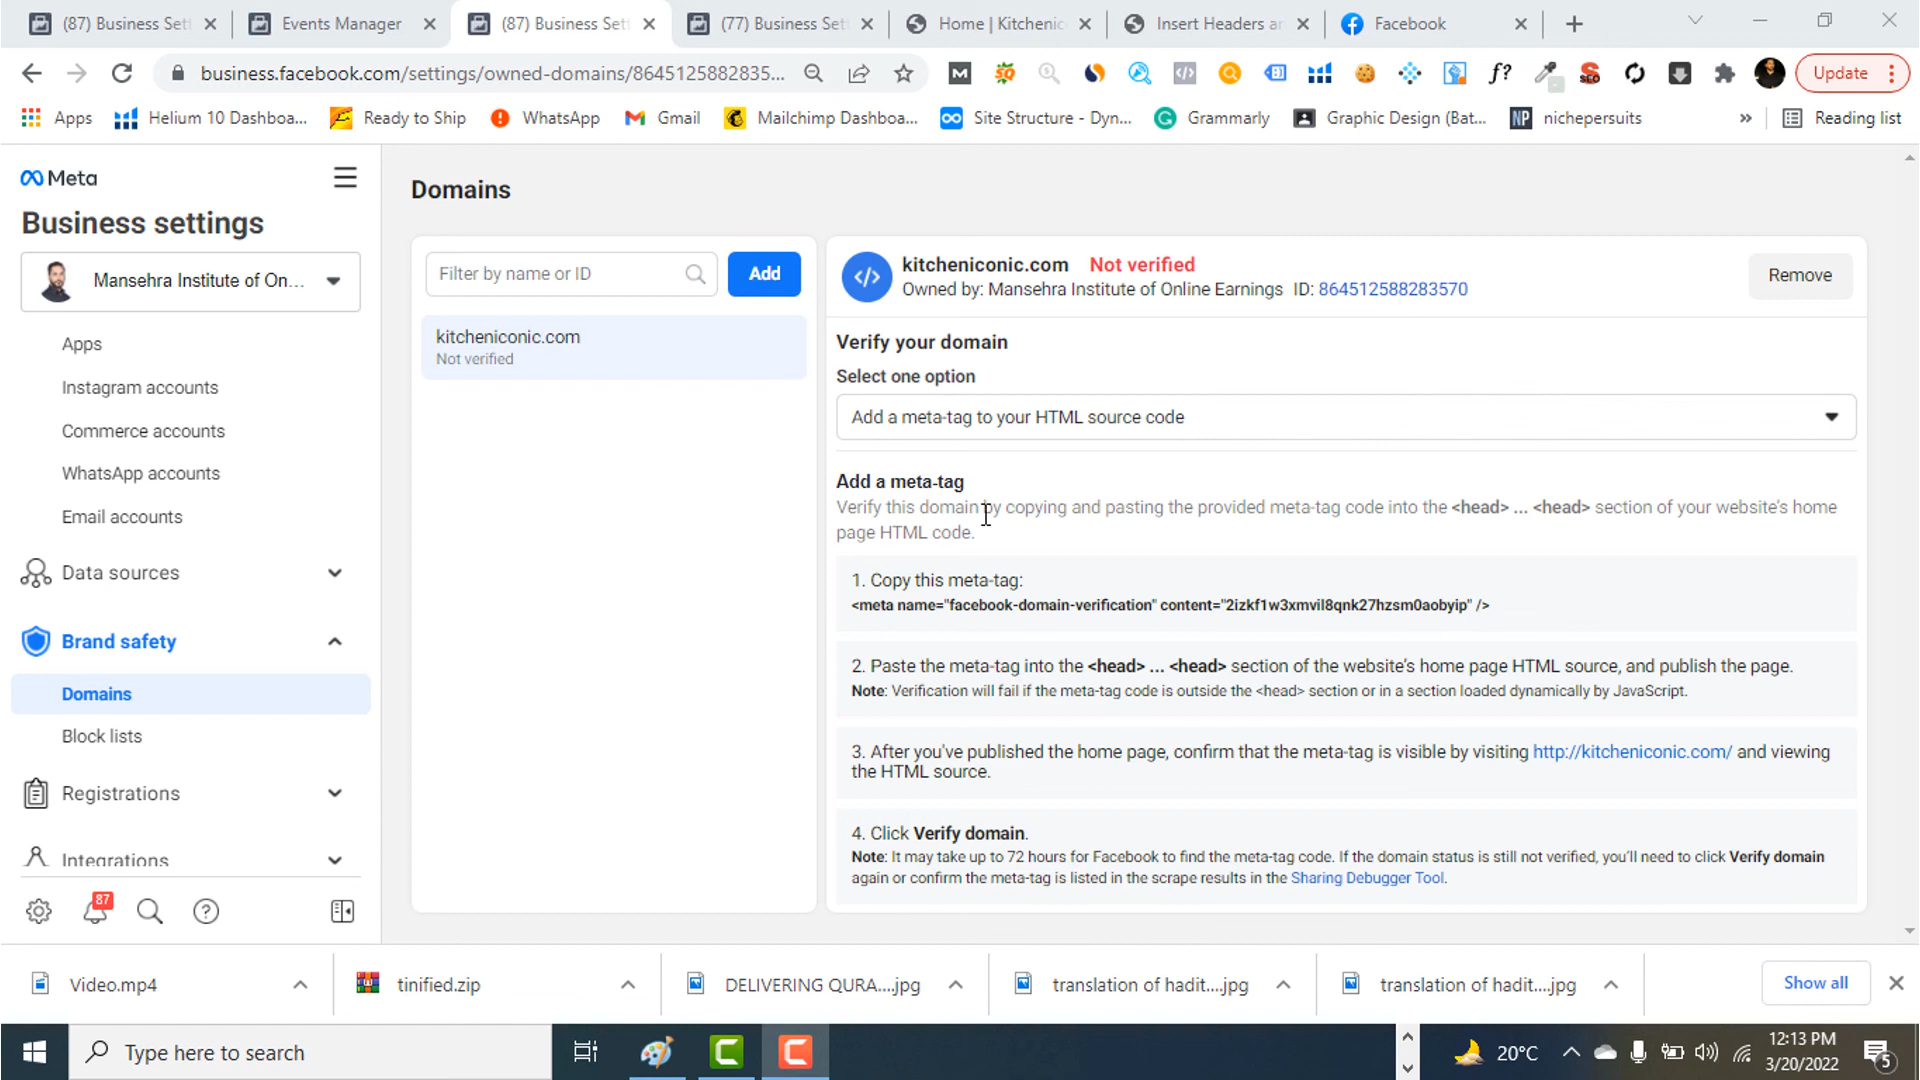 (87) Business Set
Events Manager
(87) Business Set
(77) Business Set
Home | Kitchenic
Insert Headers ar
Facebook
business.facebook.com/settings/owned-domains/8645125882835...
Update
Apps
Helium 10 Dashboa...
Ready to Ship
WhatsApp
Gmail
Mailchimp Dashboa...
Site Structure - Dyn...
Grammarly
Graphic Design (Bat...
NP nichepersuits
»
Reading list
Meta
Business settings
Mansehra Institute of On...
Apps
Instagram accounts
Commerce accounts
WhatsApp accounts
Email accounts
Data sources
Brand safety
Domains
Block lists
Registrations
Integrations
87
Domains
Filter by name or ID
Add
kitcheniconic.com
Not verified
kitcheniconic.com Not verified
Owned by: Mansehra Institute of Online Earnings ID: 864512588283570
Remove
Verify your domain
Select one option
Add a meta-tag to your HTML source code
Add a meta-tag
Verify this domain by copying and pasting the provided meta-tag code into the <head> ... <head> section of your website's home
page HTML code.
1. Copy this meta-tag:
<meta name="facebook-domain-verification" content="2izkf1w3xmvil8qnk27hzsm0aobyip" />
2. Paste the meta-tag into the <head> ... <head> section of the website's home page HTML source, and publish the page.
Note: Verification will fail if the meta-tag code is outside the <head> section or in a section loaded dynamically by JavaScript.
3. After you've published the home page, confirm that the meta-tag is visible by visiting http://kitcheniconic.com/ and viewing
the HTML source.
4. Click Verify domain.
Note: It may take up to 72 hours for Facebook to find the meta-tag code. If the domain status is still not verified, you'll need to click Verify domain
again or confirm the meta-tag is listed in the scrape results in the Sharing Debugger Tool.
Video.mp4
tinified.zip
DELIVERING QURA....jpg
translation of hadit....jpg
translation of hadit....jpg
Show all
Type here to search
20°C
12:13 PM
3/20/2022
5